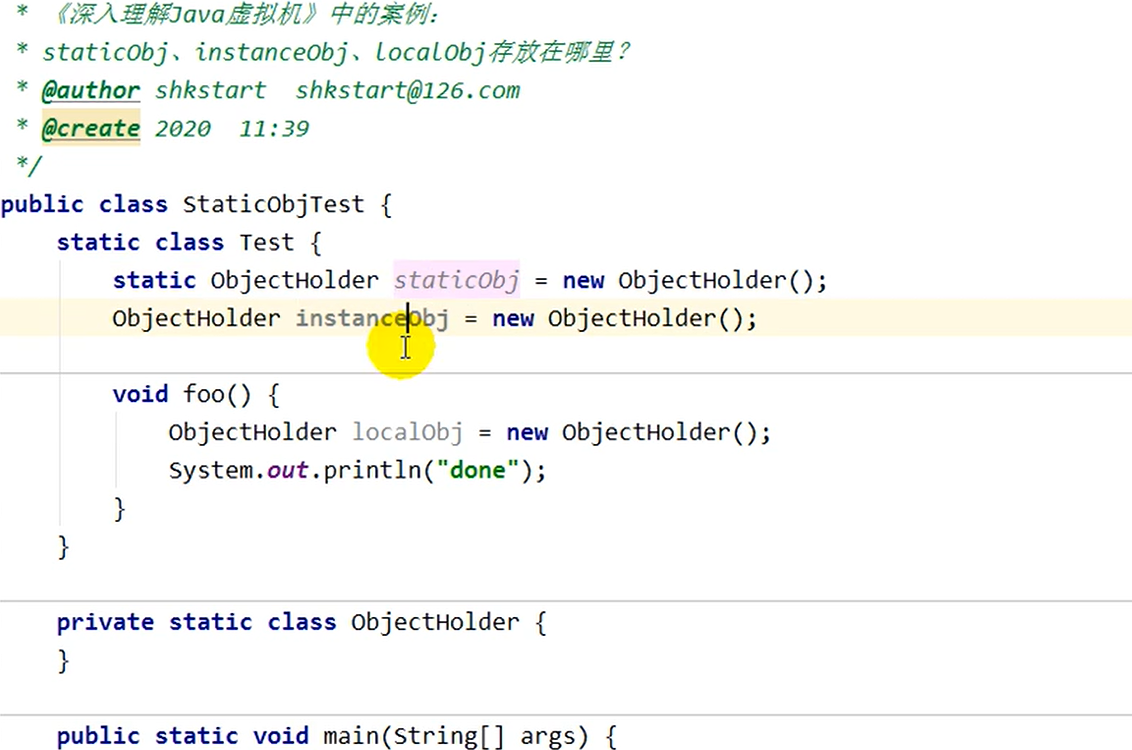 * 《深入理解Java虚拟机》中的案例：
* staticObj、instanceObj、localObj存放在哪里？
* @author shkstart  shkstart@126.com
* @create 2020  11:39
*/
public class StaticObjTest {
    static class Test {
        static ObjectHolder staticObj = new ObjectHolder();
        ObjectHolder instanceObj = new ObjectHolder();
        void foo() {
            ObjectHolder localObj = new ObjectHolder();
            System.out.println("done");
        }
    }
    private static class ObjectHolder {
    }
    public static void main(String[] args) {